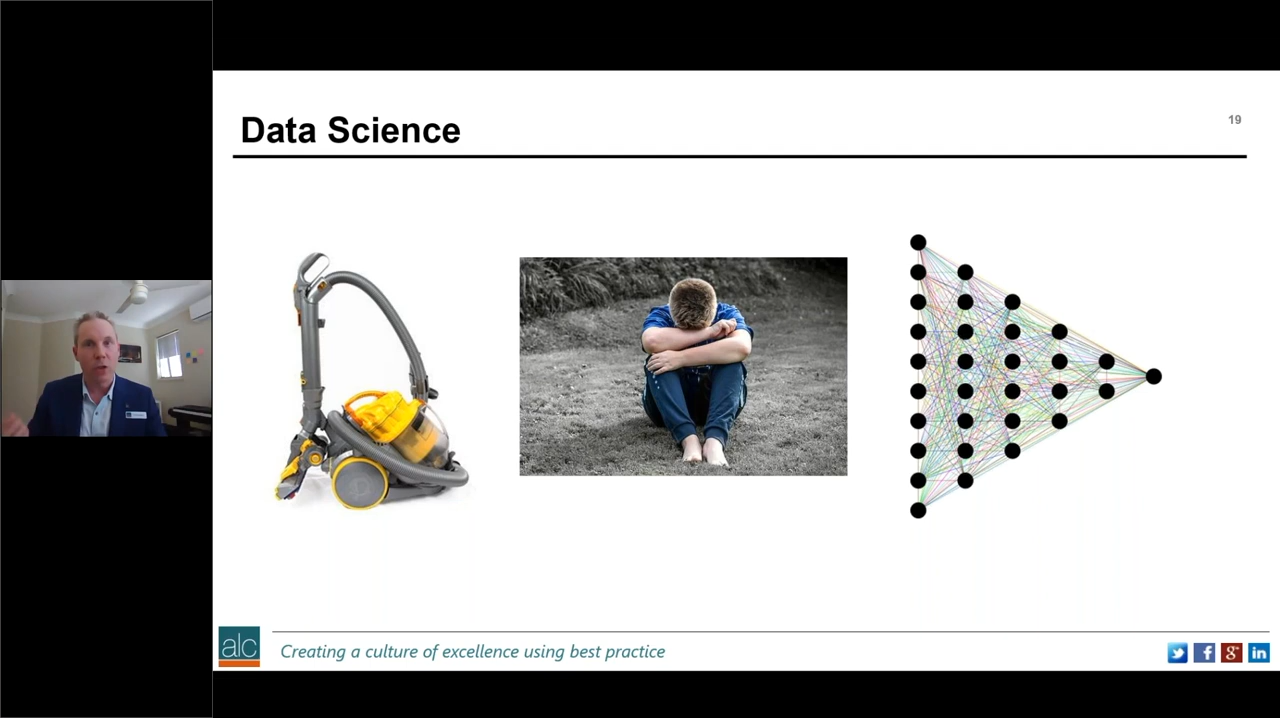 Data Science
19
alc
Creating a culture of excellence using best practice